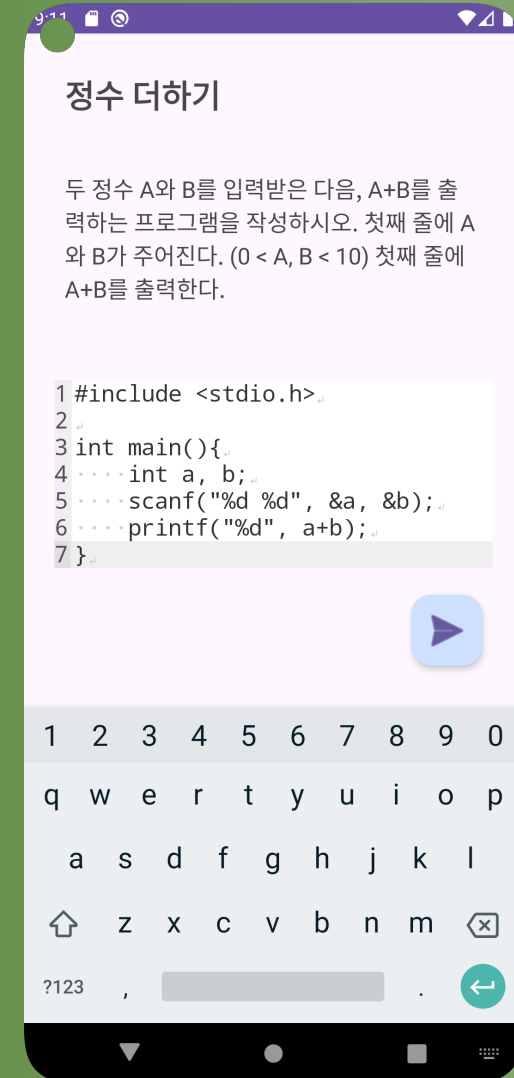 9:11
정수 더하기
두 정수 A와 B를 입력받은 다음, A+B를 출
력하는 프로그램을 작성하시오. 첫째 줄에 A
와 B가 주어진다. (0 < A, B < 10) 첫째 줄에
A+B를 출력한다.
1 #include <stdio.h>
2
3 int main(){
4     int a, b;
5     scanf("%d %d", &a, &b);
6     printf("%d", a+b);
7 }
1 2 3 4 5 6 7 8 9 0
q w e r t y u i o p
a s d f g h j k l
z x c v b n m
?123 , .